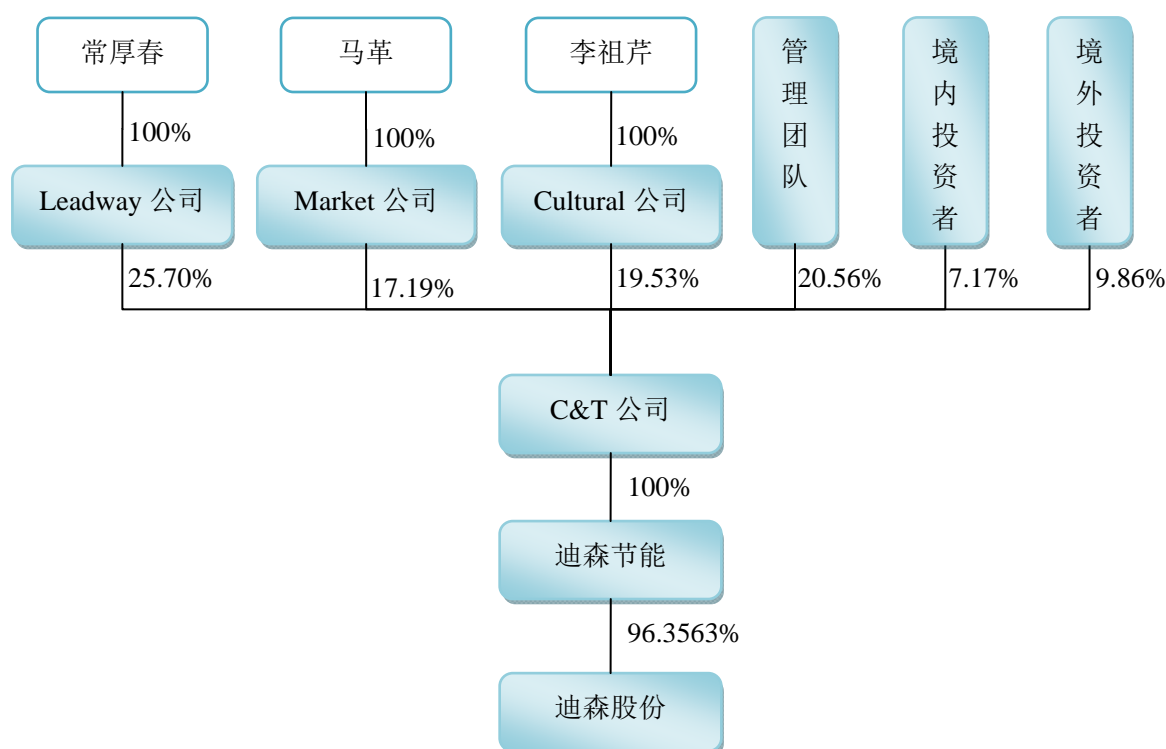 常厚春
马革
李祖芹
管理团队
境内投资者
境外投资者
100%
100%
100%
Leadway 公司
Market 公司
Cultural 公司
25.70%
17.19%
19.53%
20.56%
7.17%
9.86%
C&T 公司
100%
迪森节能
96.3563%
迪森股份